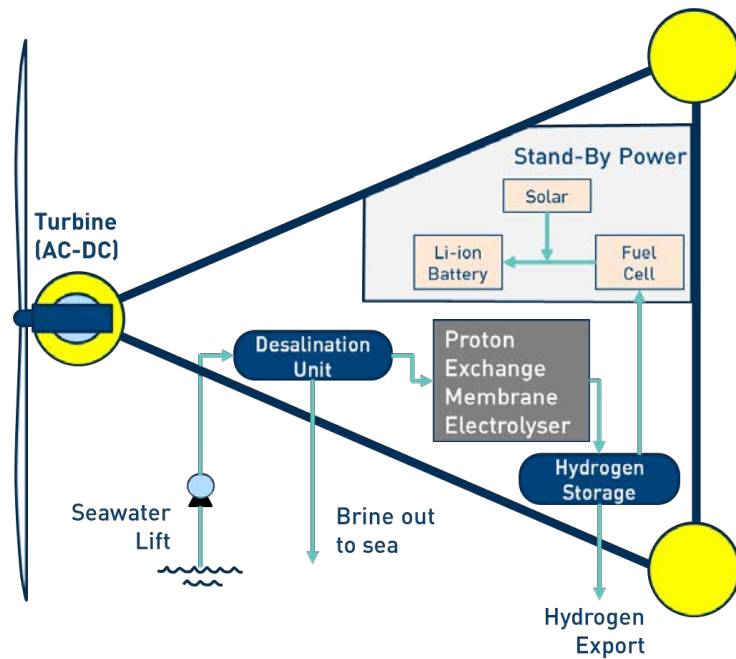 Stand-By Power
Solar
Li-ion
Battery
Fuel
Cell
Turbine
(AC-DC)
Desalination
Unit
Proton
Exchange
Membrane
Electrolyser
Hydrogen
Storage
Seawater
Lift
Brine out
to sea
Hydrogen
Export